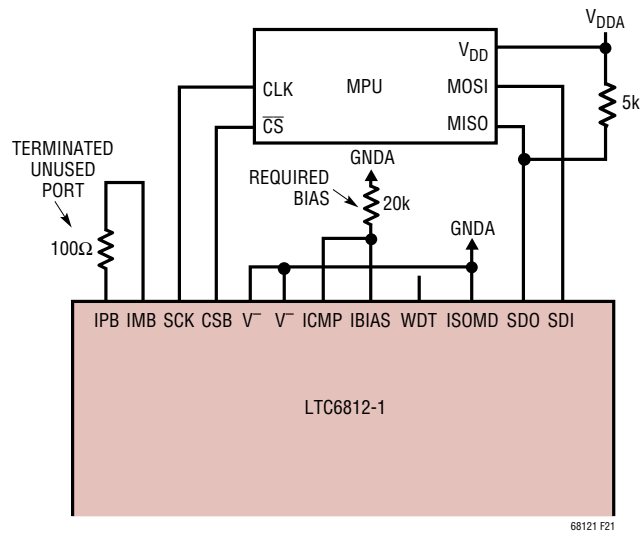 V_DDA
V_DD
CLK
MPU
MOSI
5k
C̅S̅
MISO
TERMINATED
UNUSED
PORT
100Ω
REQUIRED
BIAS
GNDA
20k
GNDA
IPB IMB SCK CSB V⁻ V⁻ ICMP IBIAS WDT ISOMD SDO SDI
LTC6812-1
68121 F21